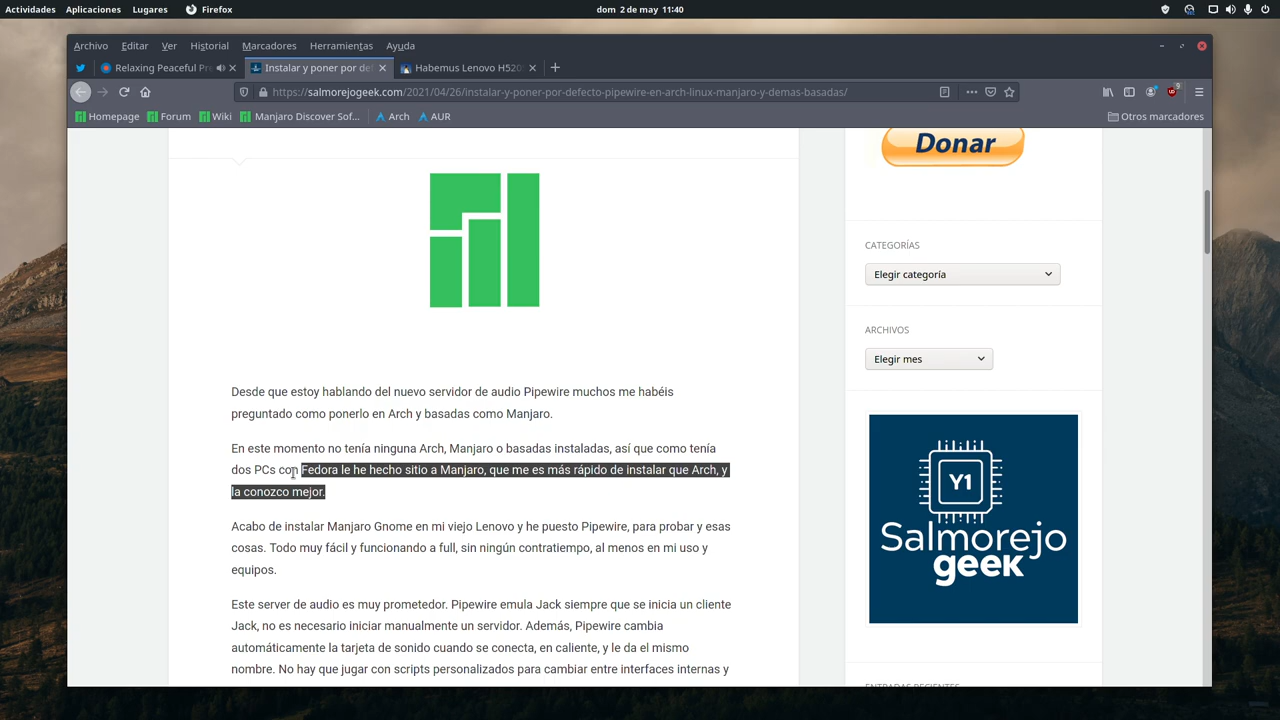 Actividades Aplicaciones Lugares Firefox dom 2 de may 11:40
Archivo Editar Ver Historial Marcadores Herramientas Ayuda
Relaxing Peaceful Pr Instalar y poner por de Habemus Lenovo H520
https://salmorejogeek.com/2021/04/26/instalar-y-poner-por-defecto-pipewire-en-arch-linux-manjaro-y-demas-basadas/ 9
Homepage Forum Wiki Manjaro Discover Sof… Arch AUR Otros marcadores
Donar
CATEGORÍAS
Elegir categoría
ARCHIVOS
Elegir mes
Desde que estoy hablando del nuevo servidor de audio Pipewire muchos me habéis
preguntado como ponerlo en Arch y basadas como Manjaro.
En este momento no tenía ninguna Arch, Manjaro o basadas instaladas, así que como tenía
dos PCs con Fedora le he hecho sitio a Manjaro, que me es más rápido de instalar que Arch, y
la conozco mejor.
Acabo de instalar Manjaro Gnome en mi viejo Lenovo y he puesto Pipewire, para probar y esas
cosas. Todo muy fácil y funcionando a full, sin ningún contratiempo, al menos en mi uso y
equipos.
Este server de audio es muy prometedor. Pipewire emula Jack siempre que se inicia un cliente
Jack, no es necesario iniciar manualmente un servidor. Además, Pipewire cambia
automáticamente la tarjeta de sonido cuando se conecta, en caliente, y le da el mismo
nombre. No hay que jugar con scripts personalizados para cambiar entre interfaces internas y
Y1
Salmorejo
geek
ENTRADAS RECIENTES